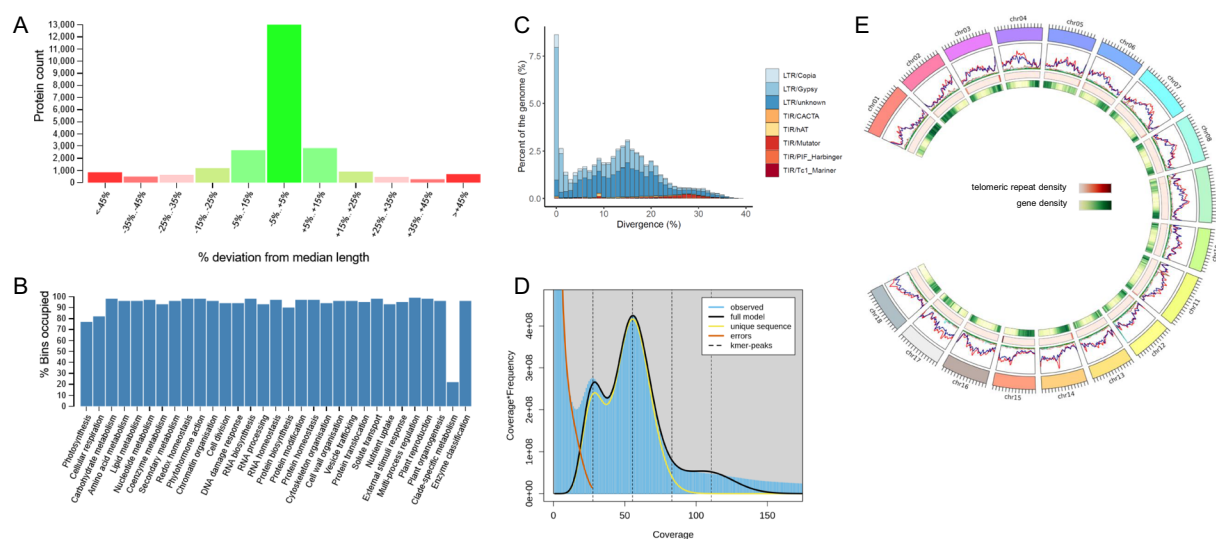 A
Protein count
13,000
12,000
11,000
10,000
9,000
8,000
7,000
6,000
5,000
4,000
3,000
2,000
1,000
0
<-45%
-35%..-45%
-25%..-35%
-15%..-25%
-5%..-15%
-5%..+5%
+5%..+15%
+15%..+25%
+25%..+35%
+35%..+45%
>+45%
% deviation from median length
B
% Bins occupied
100
90
80
70
60
50
40
30
20
10
0
Photosynthesis
Cellular respiration
Carbohydrate metabolism
Amino acid metabolism
Lipid metabolism
Nucleotide metabolism
Coenzyme metabolism
Secondary metabolism
Redox homeostasis
Phytohormone action
Chromatin organisation
Cell division
DNA damage response
RNA biosynthesis
RNA processing
RNA homeostasis
Protein biosynthesis
Protein modification
Protein homeostasis
Cytoskeleton organisation
Cell wall organisation
Vesicle trafficking
Protein translocation
Solute transport
Nutrient uptake
External stimuli response
Multi-process regulation
Plant reproduction
Plant organogenesis
Clade-specific metabolism
Enzyme classification
C
Percent of the genome (%)
7.5
5.0
2.5
0.0
0
10
20
30
40
Divergence (%)
LTR/Copia
LTR/Gypsy
LTR/unknown
TIR/CACTA
TIR/hAT
TIR/Mutator
TIR/PIF_Harbinger
TIR/Tc1_Mariner
D
Coverage*Frequency
4e+08
3e+08
2e+08
1e+08
0e+00
0
50
100
150
Coverage
observed
full model
unique sequence
errors
kmer-peaks
E
chr01
chr02
chr03
chr04
chr05
chr06
chr07
chr08
chr11
chr12
chr13
chr14
chr15
chr16
chr17
chr18
telomeric repeat density
gene density